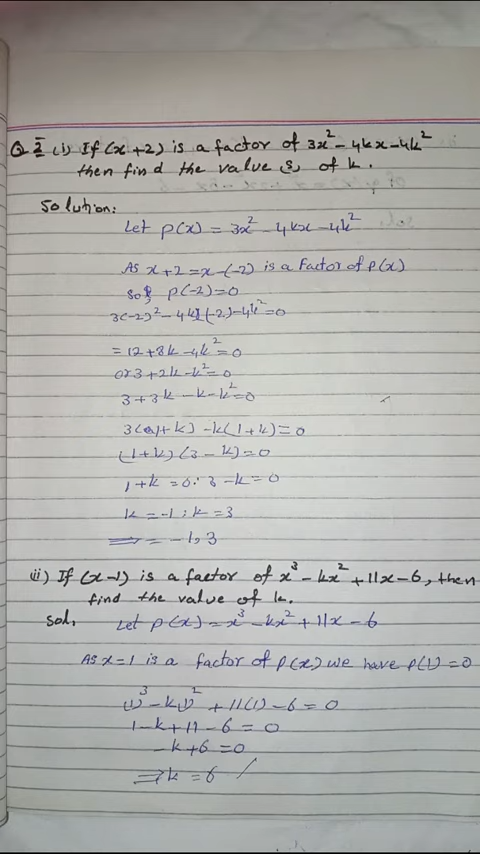 Q 2 (i) If (x+2) is a factor of 3x² - 4kx - 4k²
then find the value (s) of k.
Solution:
Let p(x) = 3x² - 4kx - 4k²
As x+2 = x-(-2) is a Factor of p(x)
So, p(-2) = 0
3(-2)² - 4k(-2) - 4k² = 0
= 12 + 8k - 4k² = 0
or 3 + 2k - k² = 0
3 + 3k - k - k² = 0
3(1+k) - k(1+k) = 0
(1+k) (3-k) = 0
1+k = 0; 3-k = 0
k = -1; k = 3
⇒ = -1, 3
ii) If (x-1) is a factor of x³ - kx² + 11x - 6, then
find the value of k.
Sol, Let p(x) = x³ - kx² + 11x - 6
As x=1 is a factor of p(x) we have p(1) = 0
(1)³ - k(1)² + 11(1) - 6 = 0
1 - k + 11 - 6 = 0
-k + 6 = 0
⇒ k = 6